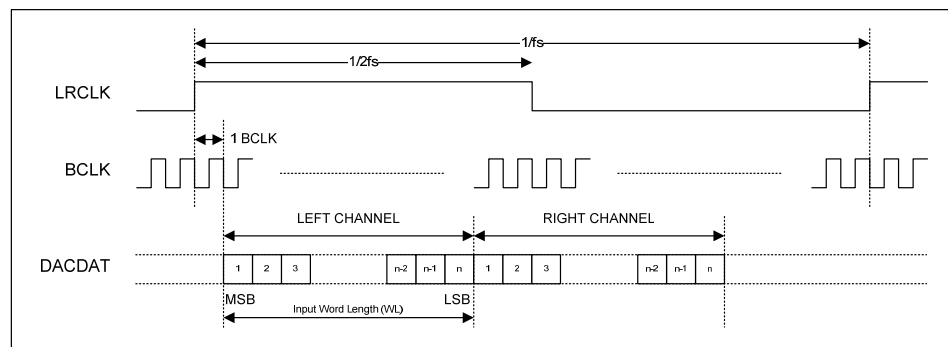 1/fs
1/2fs
LRCLK
1 BCLK
BCLK
LEFT CHANNEL RIGHT CHANNEL
DACDAT 1 2 3 n-2 n-1 n 1 2 3 n-2 n-1 n
MSB LSB
Input Word Length (WL)